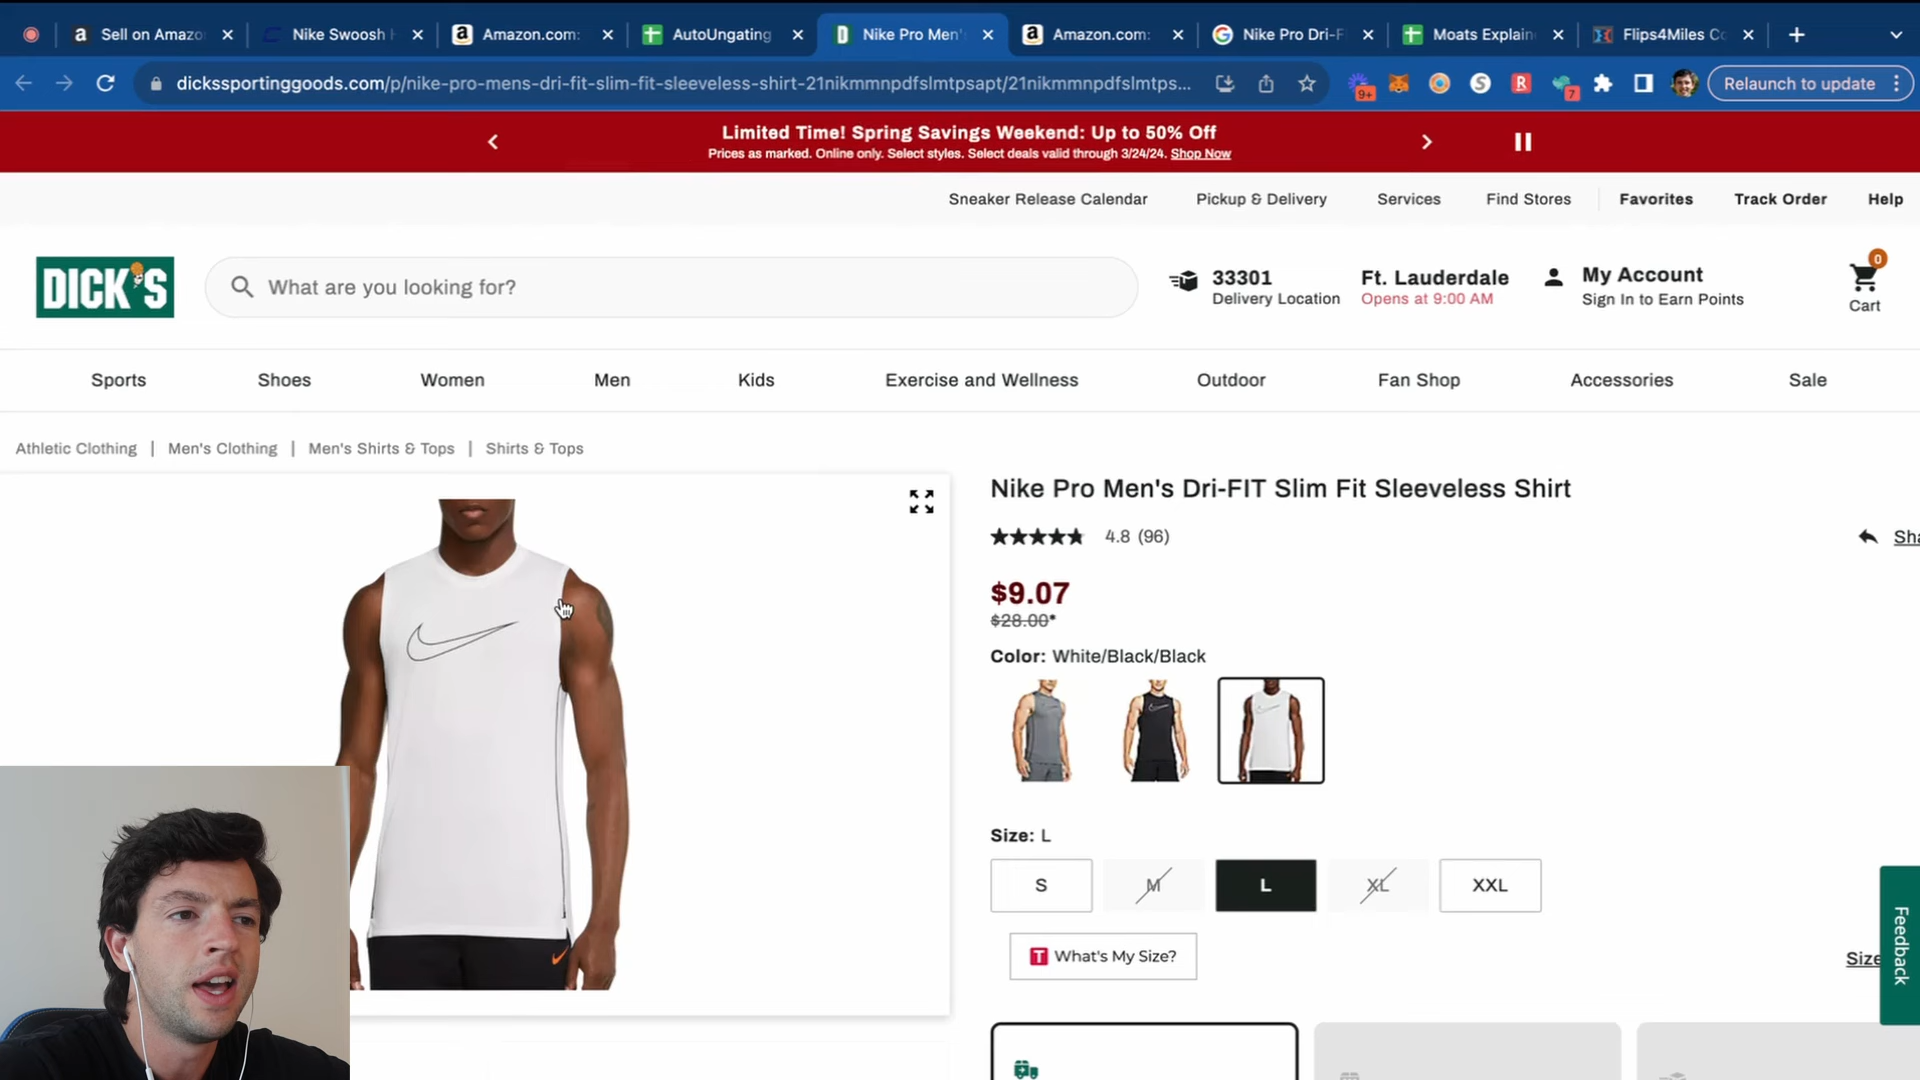 Sell on Amazo
Nike Swoosh H
Amazon.com:
AutoUngating
Nike Pro Men'
Amazon.com:
Nike Pro Dri-F
Moats Explain
Flips4Miles Co
dickssportinggoods.com/p/nike-pro-mens-dri-fit-slim-fit-sleeveless-shirt-21nikmmnpdfslmtpsapt/21nikmmnpdfslmtps...
9+
7
Relaunch to update
Limited Time! Spring Savings Weekend: Up to 50% Off
Prices as marked. Online only. Select styles. Select deals valid through 3/24/24. Shop Now
Sneaker Release Calendar
Pickup & Delivery
Services
Find Stores
Favorites
Track Order
Help
DICK'S
What are you looking for?
33301
Delivery Location
Ft. Lauderdale
Opens at 9:00 AM
My Account
Sign In to Earn Points
0
Cart
Sports
Shoes
Women
Men
Kids
Exercise and Wellness
Outdoor
Fan Shop
Accessories
Sale
Athletic Clothing | Men's Clothing | Men's Shirts & Tops | Shirts & Tops
Nike Pro Men's Dri-FIT Slim Fit Sleeveless Shirt
4.8 (96)
Sha
$9.07
$28.00*
Color: White/Black/Black
Size: L
S
M
L
XL
XXL
T What's My Size?
Size
Feedback